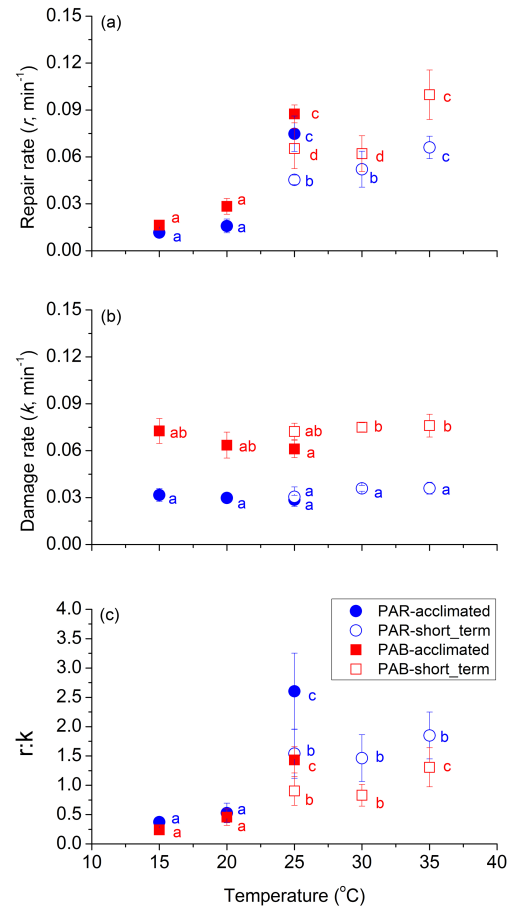 (a)
0.15
0.12
0.09
0.06
0.03
0.00
Repair rate (r, min⁻¹)
a
a
a
a
c
c
d
b
d
b
c
c
(b)
0.15
0.12
0.09
0.06
0.03
0.00
Damage rate (k, min⁻¹)
ab
ab
ab
a
b
b
a
a
a
a
a
a
(c)
4.0
3.5
3.0
2.5
2.0
1.5
1.0
0.5
0.0
r:k
PAR-acclimated
PAR-short_term
PAB-acclimated
PAB-short_term
a
a
a
a
c
b
c
b
b
b
b
c
10 15 20 25 30 35 40
Temperature (°C)